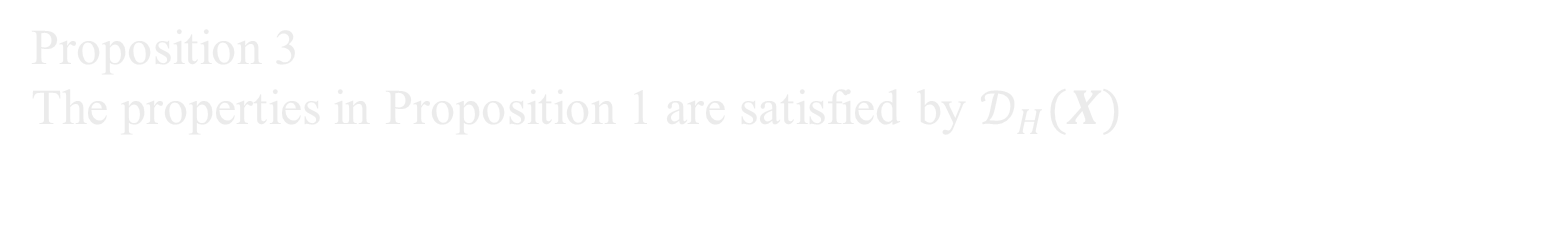 Proposition 3
The properties in Proposition 1 are satisfied by 𝒟_H(𝑿)